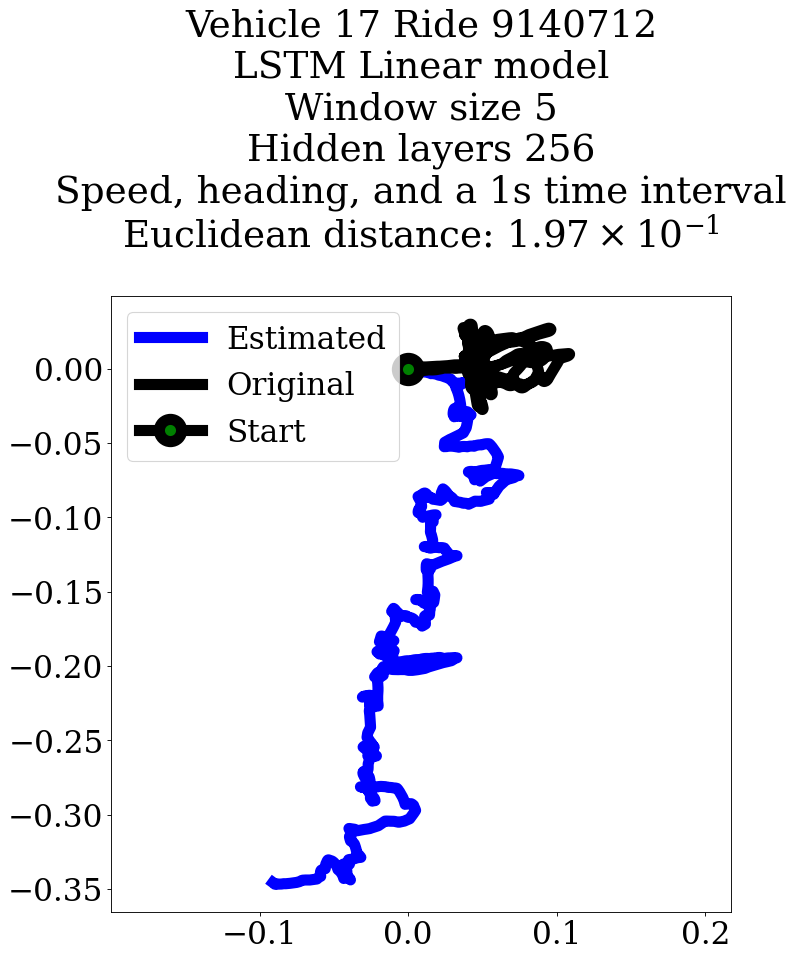 Vehicle 17 Ride 9140712
LSTM Linear model
Window size 5
Hidden layers 256
Speed, heading, and a 1s time interval
Euclidean distance: 1.97 × 10⁻¹
Estimated
Original
Start
0.00
−0.05
−0.10
−0.15
−0.20
−0.25
−0.30
−0.35
−0.1 0.0 0.1 0.2